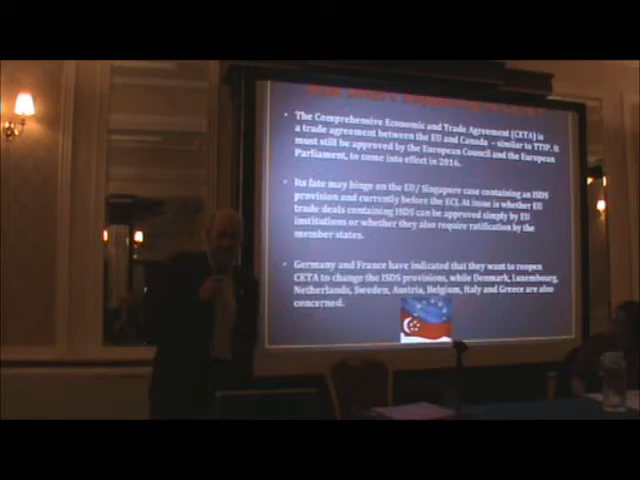 • The Comprehensive Economic and Trade Agreement (CETA) is
a trade agreement between the EU and Canada - similar to TTIP. It
must still be approved by the European Council and the European
Parliament, to come into effect in 2016.
• Its fate may hinge on the EU / Singapore case containing an ISDS
provision and currently before the ECJ. At issue is whether EU
trade deals containing ISDS can be approved simply by EU
institutions or whether they also require ratification by the
member states.
• Germany and France have indicated that they want to reopen
CETA to change the ISDS provisions, while Denmark, Luxembourg,
Netherlands, Sweden, Austria, Belgium, Italy and Greece are also
concerned.